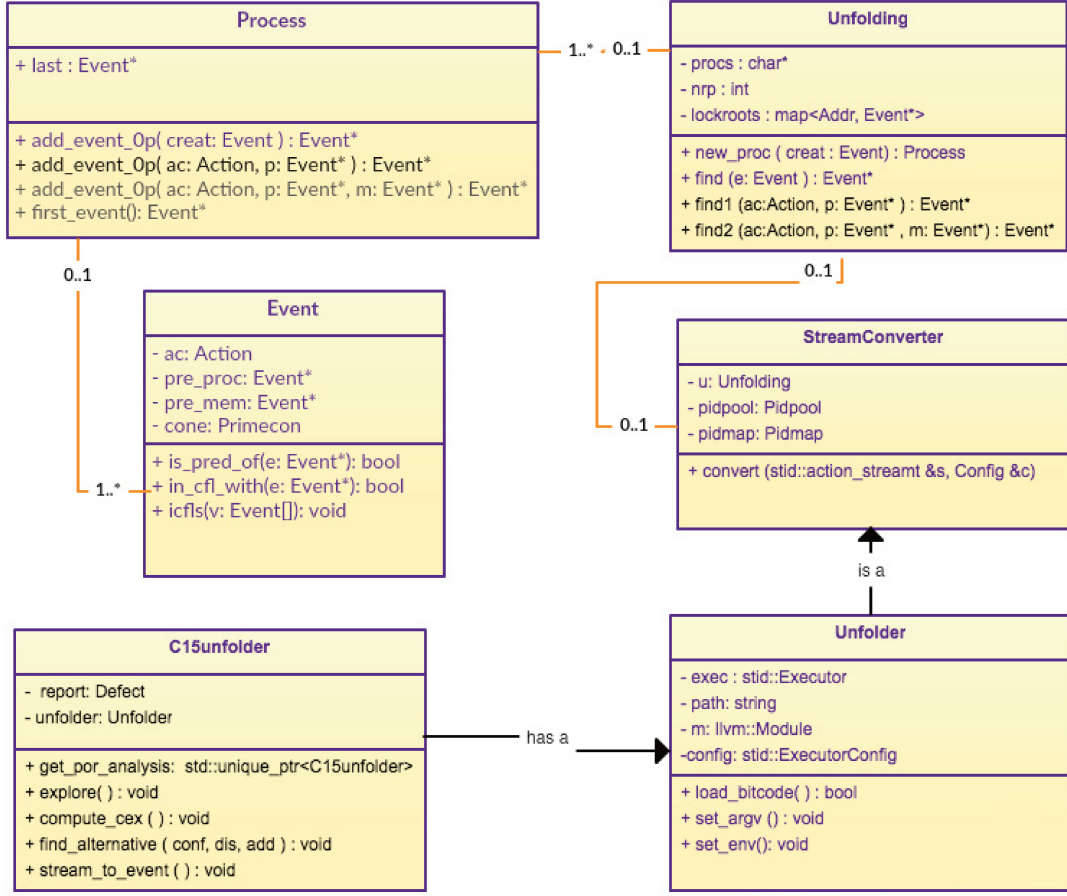 Process
+ last : Event*
+ add_event_0p( creat: Event ) : Event*
+ add_event_0p( ac: Action, p: Event* ) : Event*
+ add_event_0p( ac: Action, p: Event*, m: Event* ) : Event*
+ first_event(): Event*
1..*
0..1
Unfolding
- procs : char*
- nrp : int
- lockroots : map<Addr, Event*>
+ new_proc ( creat : Event) : Process
+ find (e: Event ) : Event*
+ find1 (ac:Action, p: Event* ) : Event*
+ find2 (ac:Action, p: Event* , m: Event*) : Event*
0..1
0..1
Event
- ac: Action
- pre_proc: Event*
- pre_mem: Event*
- cone: Primecon
+ is_pred_of(e: Event*): bool
+ in_cfl_with(e: Event*): bool
+ icfls(v: Event[]): void
1..*
StreamConverter
- u: Unfolding
- pidpool: Pidpool
- pidmap: Pidmap
+ convert (stid::action_streamt &s, Config &c)
0..1
is a
C15unfolder
- report: Defect
- unfolder: Unfolder
+ get_por_analysis: std::unique_ptr<C15unfolder>
+ explore( ) : void
+ compute_cex ( ) : void
+ find_alternative ( conf, dis, add ) : void
+ stream_to_event ( ) : void
has a
Unfolder
- exec : stid::Executor
- path: string
- m: llvm::Module
-config: stid::ExecutorConfig
+ load_bitcode( ) : bool
+ set_argv () : void
+ set_env(): void